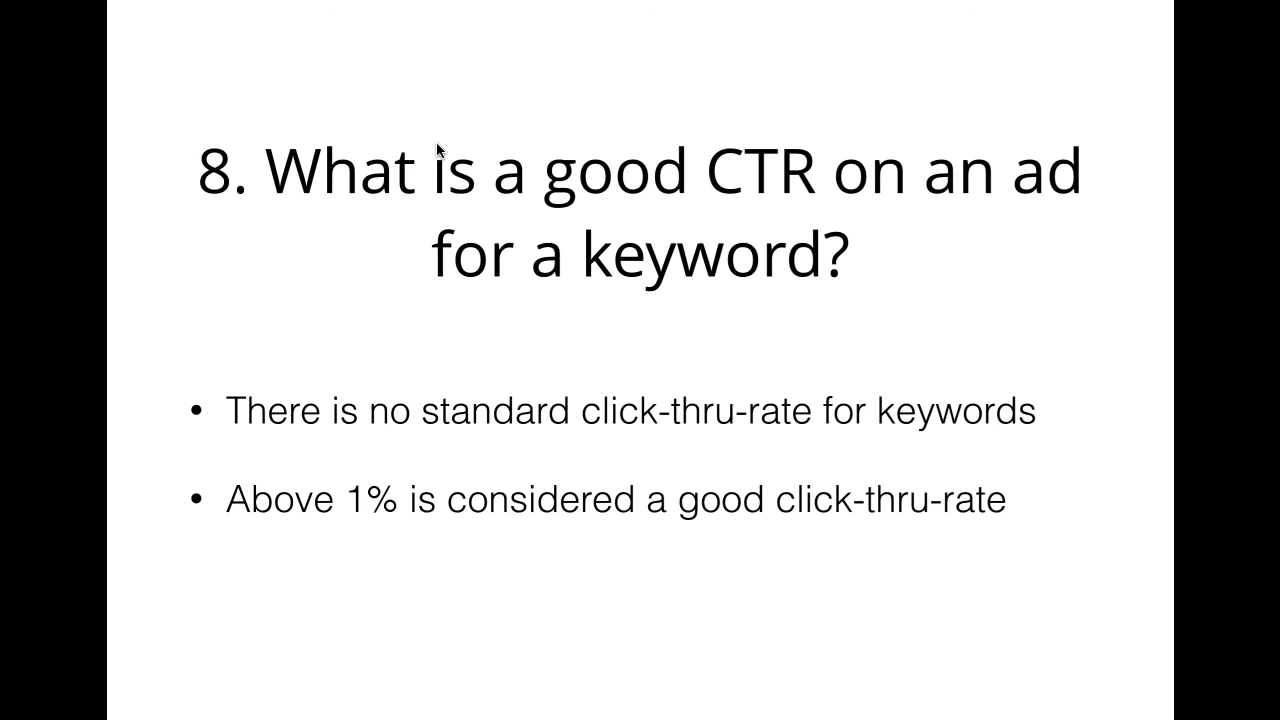 8. What is a good CTR on an ad
for a keyword?
• There is no standard click-thru-rate for keywords
• Above 1% is considered a good click-thru-rate